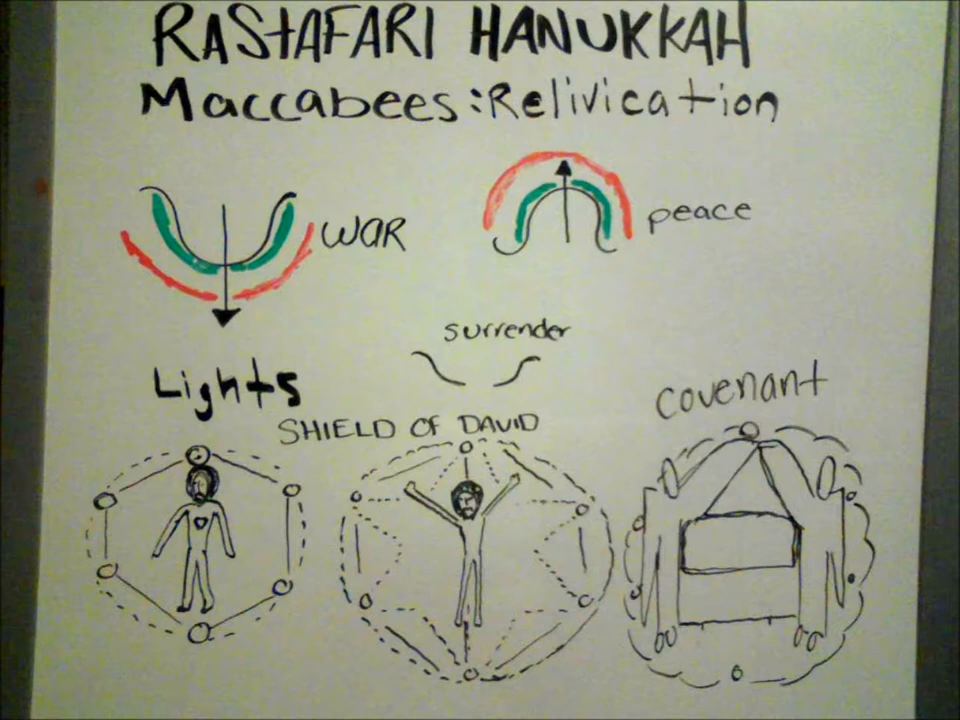 RAStAFARI HANUKKAH
Maccabees:Relivication
WAR
peace
surrender
Lights
covenant
SHIELD OF DAVID